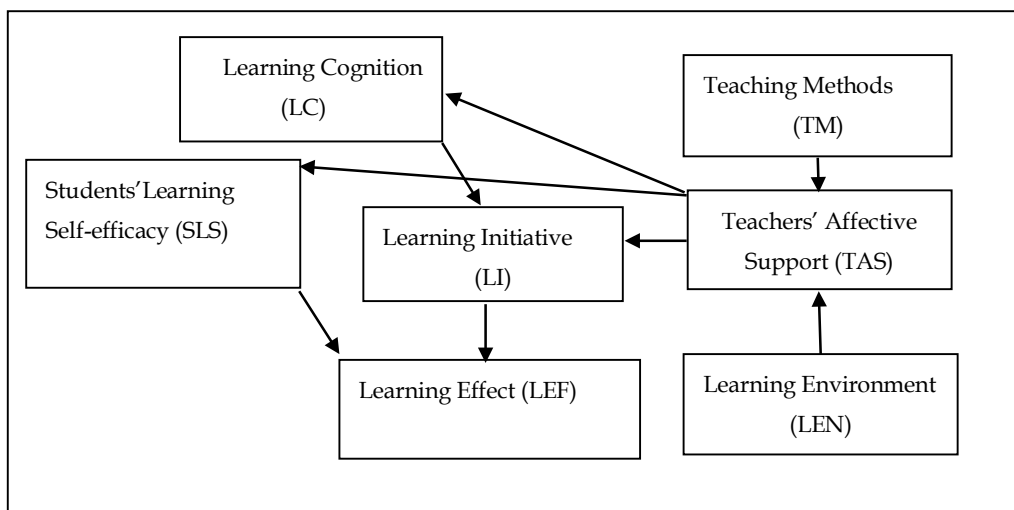 Learning Cognition
(LC)
Teaching Methods
(TM)
Students’Learning
Self-efficacy (SLS)
Learning Initiative
(LI)
Teachers’ Affective
Support (TAS)
Learning Effect (LEF)
Learning Environment
(LEN)